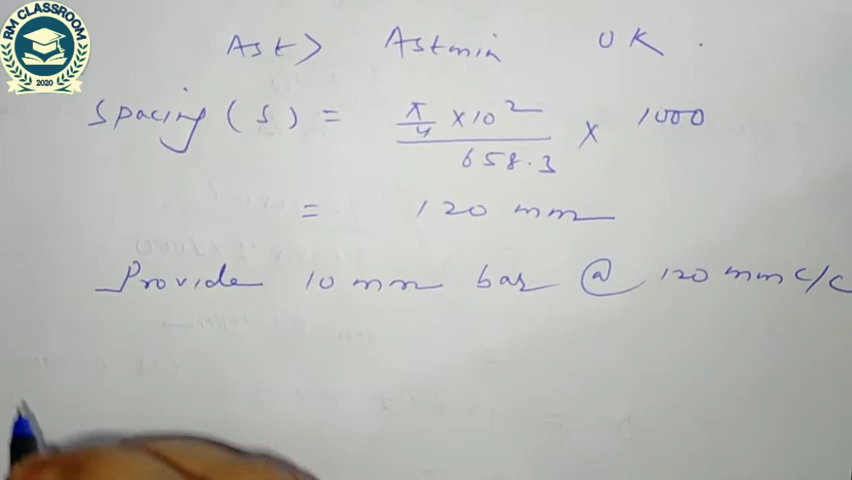 RM CLASSROOM
2020
Ast > Astmin OK.
Spacing (S) = π/4 × 10² / 658.3 × 1000
= 120 mm
Provide 10 mm bar @ 120 mm c/c